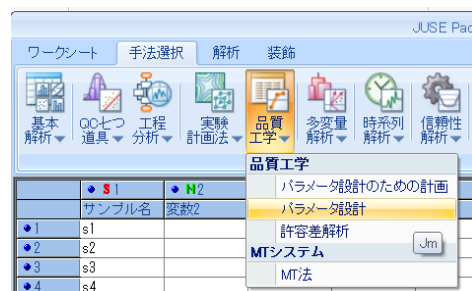 JUSE Pac
ワークシート 手法選択 解析 装飾
基本 QC七つ 工程 実験 品質 多変量 時系列 信頼性
解析 道具 分析 計画法 工学 解析 解析 解析
品質工学
パラメータ設計のための計画
パラメータ設計
許容差解析
Jm
MTシステム
MT法
S 1 N 2
サンプル名 変数2
1 s1
2 s2
3 s3
4 s4